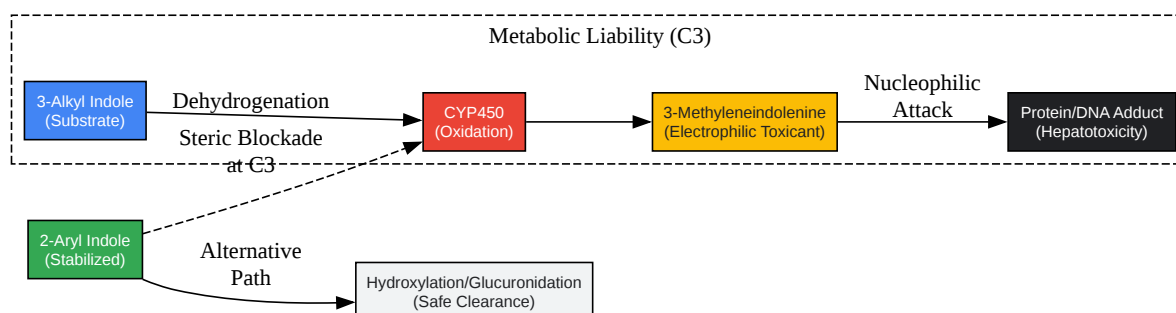 Metabolic Liability (C3)
3-Alkyl Indole
(Substrate)
Dehydrogenation
CYP450
(Oxidation)
3-Methyleneindolenine
(Electrophilic Toxicant)
Nucleophilic
Attack
Protein/DNA Adduct
(Hepatotoxicity)
Steric Blockade
at C3
2-Aryl Indole
(Stabilized)
Alternative
Path
Hydroxylation/Glucuronidation
(Safe Clearance)